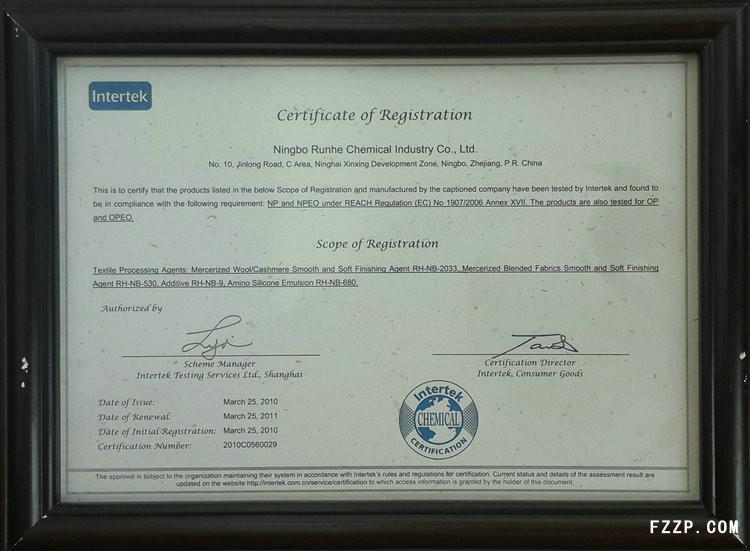 Intertek
Certificate of Registration
Ningbo Runhe Chemical Industry Co., Ltd.
No. 10, Jinlong Road, C Area, Ninghai Xinxing Development Zone, Ningbo, Zhejiang, P.R. China
This is to certify that the products listed in the below Scope of Registration and manufactured by the captioned company have been tested by Intertek and found to
be in compliance with the following requirement: NP and NPEO under REACH Regulation (EC) No 1907/2006 Annex XVII. The products are also tested for OP
and OPEO.
Scope of Registration
Textile Processing Agents: Mercerized Wool/Cashmere Smooth and Soft Finishing Agent RH-NB-2033, Mercerized Blended Fabrics Smooth and Soft Finishing
Agent RH-NB-530, Additive RH-NB-9, Amino Silicone Emulsion RH-NB-680.
Authorized by
Scheme Manager
Intertek Testing Services Ltd., Shanghai
Certification Director
Intertek, Consumer Goods
Date of Issue: March 25, 2010
Date of Renewal: March 25, 2011
Date of Initial Registration: March 25, 2010
Certification Number: 2010C0560029
Intertek
CHEMICAL
CERTIFICATION
The approval is subject to the organization maintaining their system in accordance with Intertek's rules and regulations for certification. Current status and details of the assessment result are
updated on the website http://intertek.com.cn/service/certification to which access information is granted by the holder of this document.
FZZP.COM